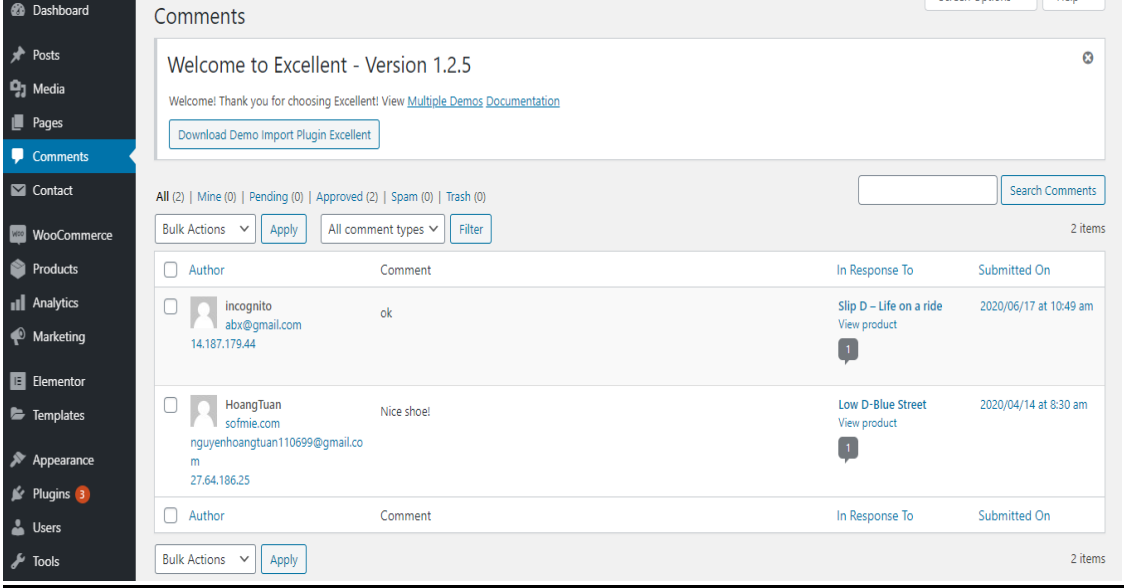 Dashboard
Posts
Media
Pages
Comments
Contact
WooCommerce
Products
Analytics
Marketing
Elementor
Templates
Appearance
Plugins 3
Users
Tools
Comments
Welcome to Excellent - Version 1.2.5
Welcome! Thank you for choosing Excellent! View Multiple Demos Documentation
Download Demo Import Plugin Excellent
All (2) | Mine (0) | Pending (0) | Approved (2) | Spam (0) | Trash (0)
Search Comments
Bulk Actions Apply All comment types Filter 2 items
Author Comment In Response To Submitted On
incognito ok Slip D – Life on a ride 2020/06/17 at 10:49 am
abx@gmail.com View product
14.187.179.44 1
HoangTuan Nice shoe! Low D-Blue Street 2020/04/14 at 8:30 am
sofmie.com View product
nguyenhoangtuan110699@gmail.co 1
m
27.64.186.25
Author Comment In Response To Submitted On
Bulk Actions Apply 2 items